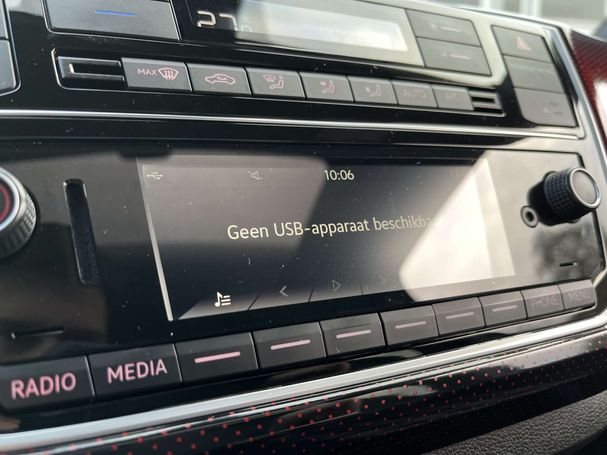 MAX
AUTO
A/C
10:06
Geen USB-apparaat beschikbaar.
RADIO
MEDIA
PHONE
MENU